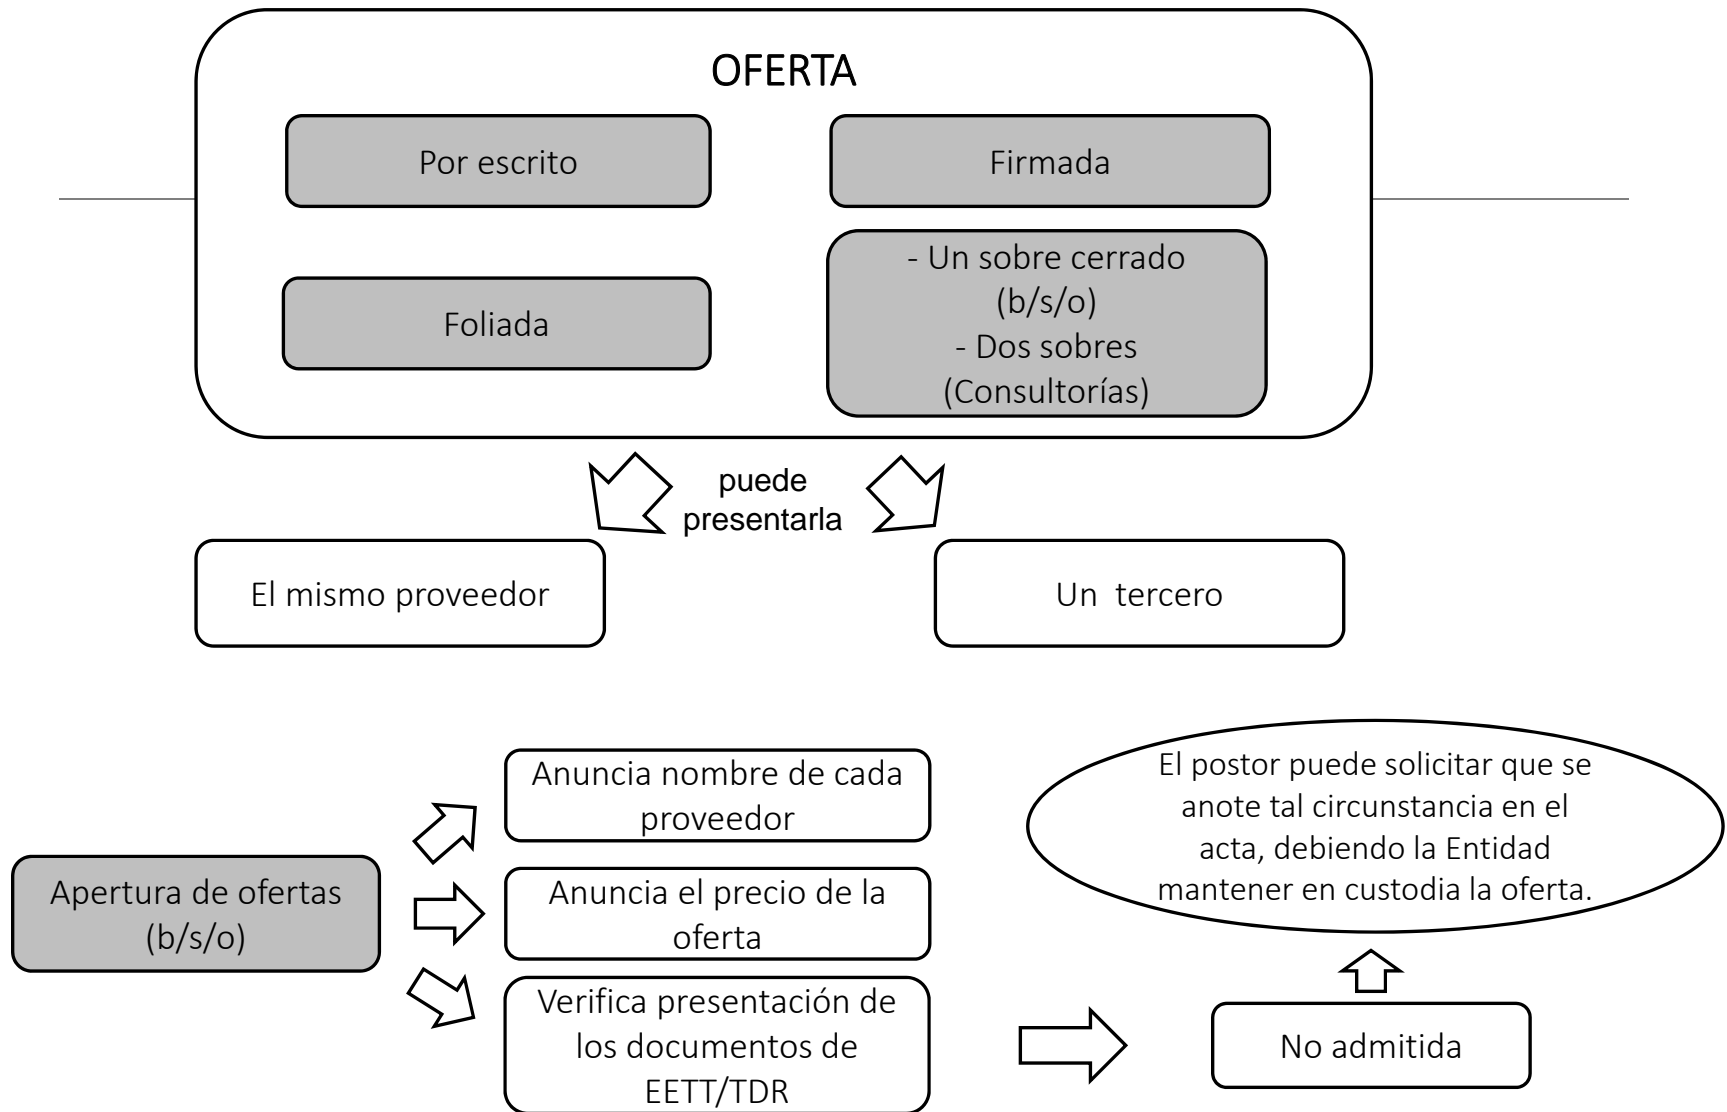 OFERTA
Por escrito
Firmada
Foliada
- Un sobre cerrado
(b/s/o)
- Dos sobres
(Consultorías)
puede
presentarla
El mismo proveedor
Un tercero
Apertura de ofertas
(b/s/o)
Anuncia nombre de cada
proveedor
Anuncia el precio de la
oferta
Verifica presentación de
los documentos de
EETT/TDR
No admitida
El postor puede solicitar que se
anote tal circunstancia en el
acta, debiendo la Entidad
mantener en custodia la oferta.